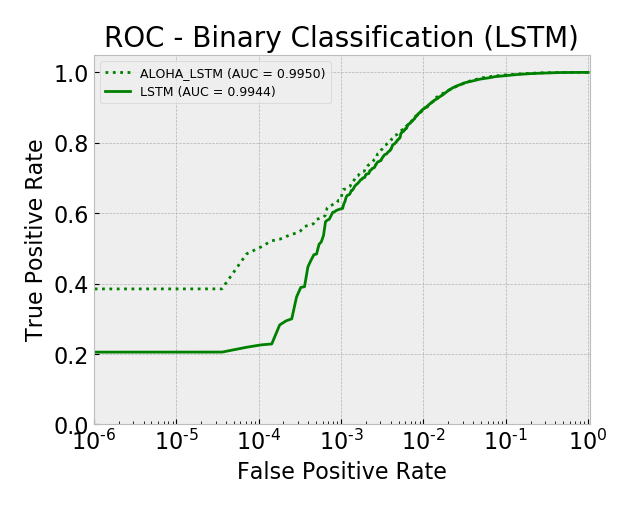 ROC - Binary Classification (LSTM)
ALOHA_LSTM (AUC = 0.9950)
LSTM (AUC = 0.9944)
True Positive Rate
1.0
0.8
0.6
0.4
0.2
0.0
10⁻⁶ 10⁻⁵ 10⁻⁴ 10⁻³ 10⁻² 10⁻¹ 10⁰
False Positive Rate